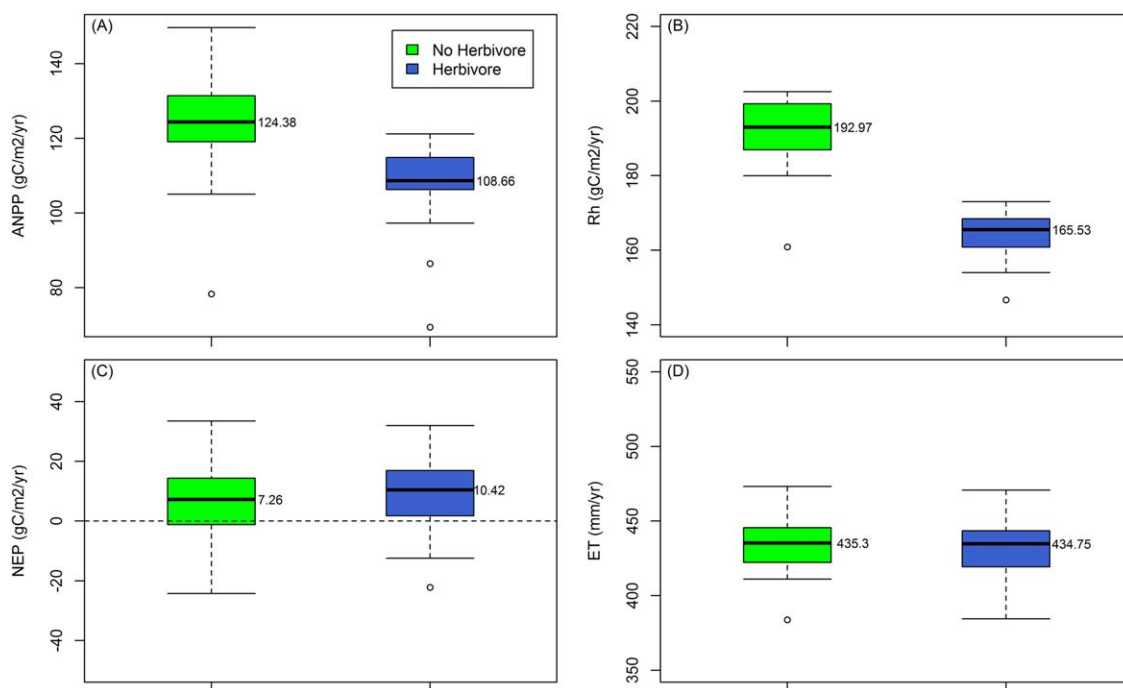 (A)
ANPP (gC/m2/yr)
140
120
100
80
No Herbivore
Herbivore
124.38
108.66
(B)
Rh (gC/m2/yr)
220
200
180
160
140
192.97
165.53
(C)
NEP (gC/m2/yr)
40
20
0
-20
-40
7.26
10.42
(D)
ET (mm/yr)
550
500
450
400
350
435.3
434.75